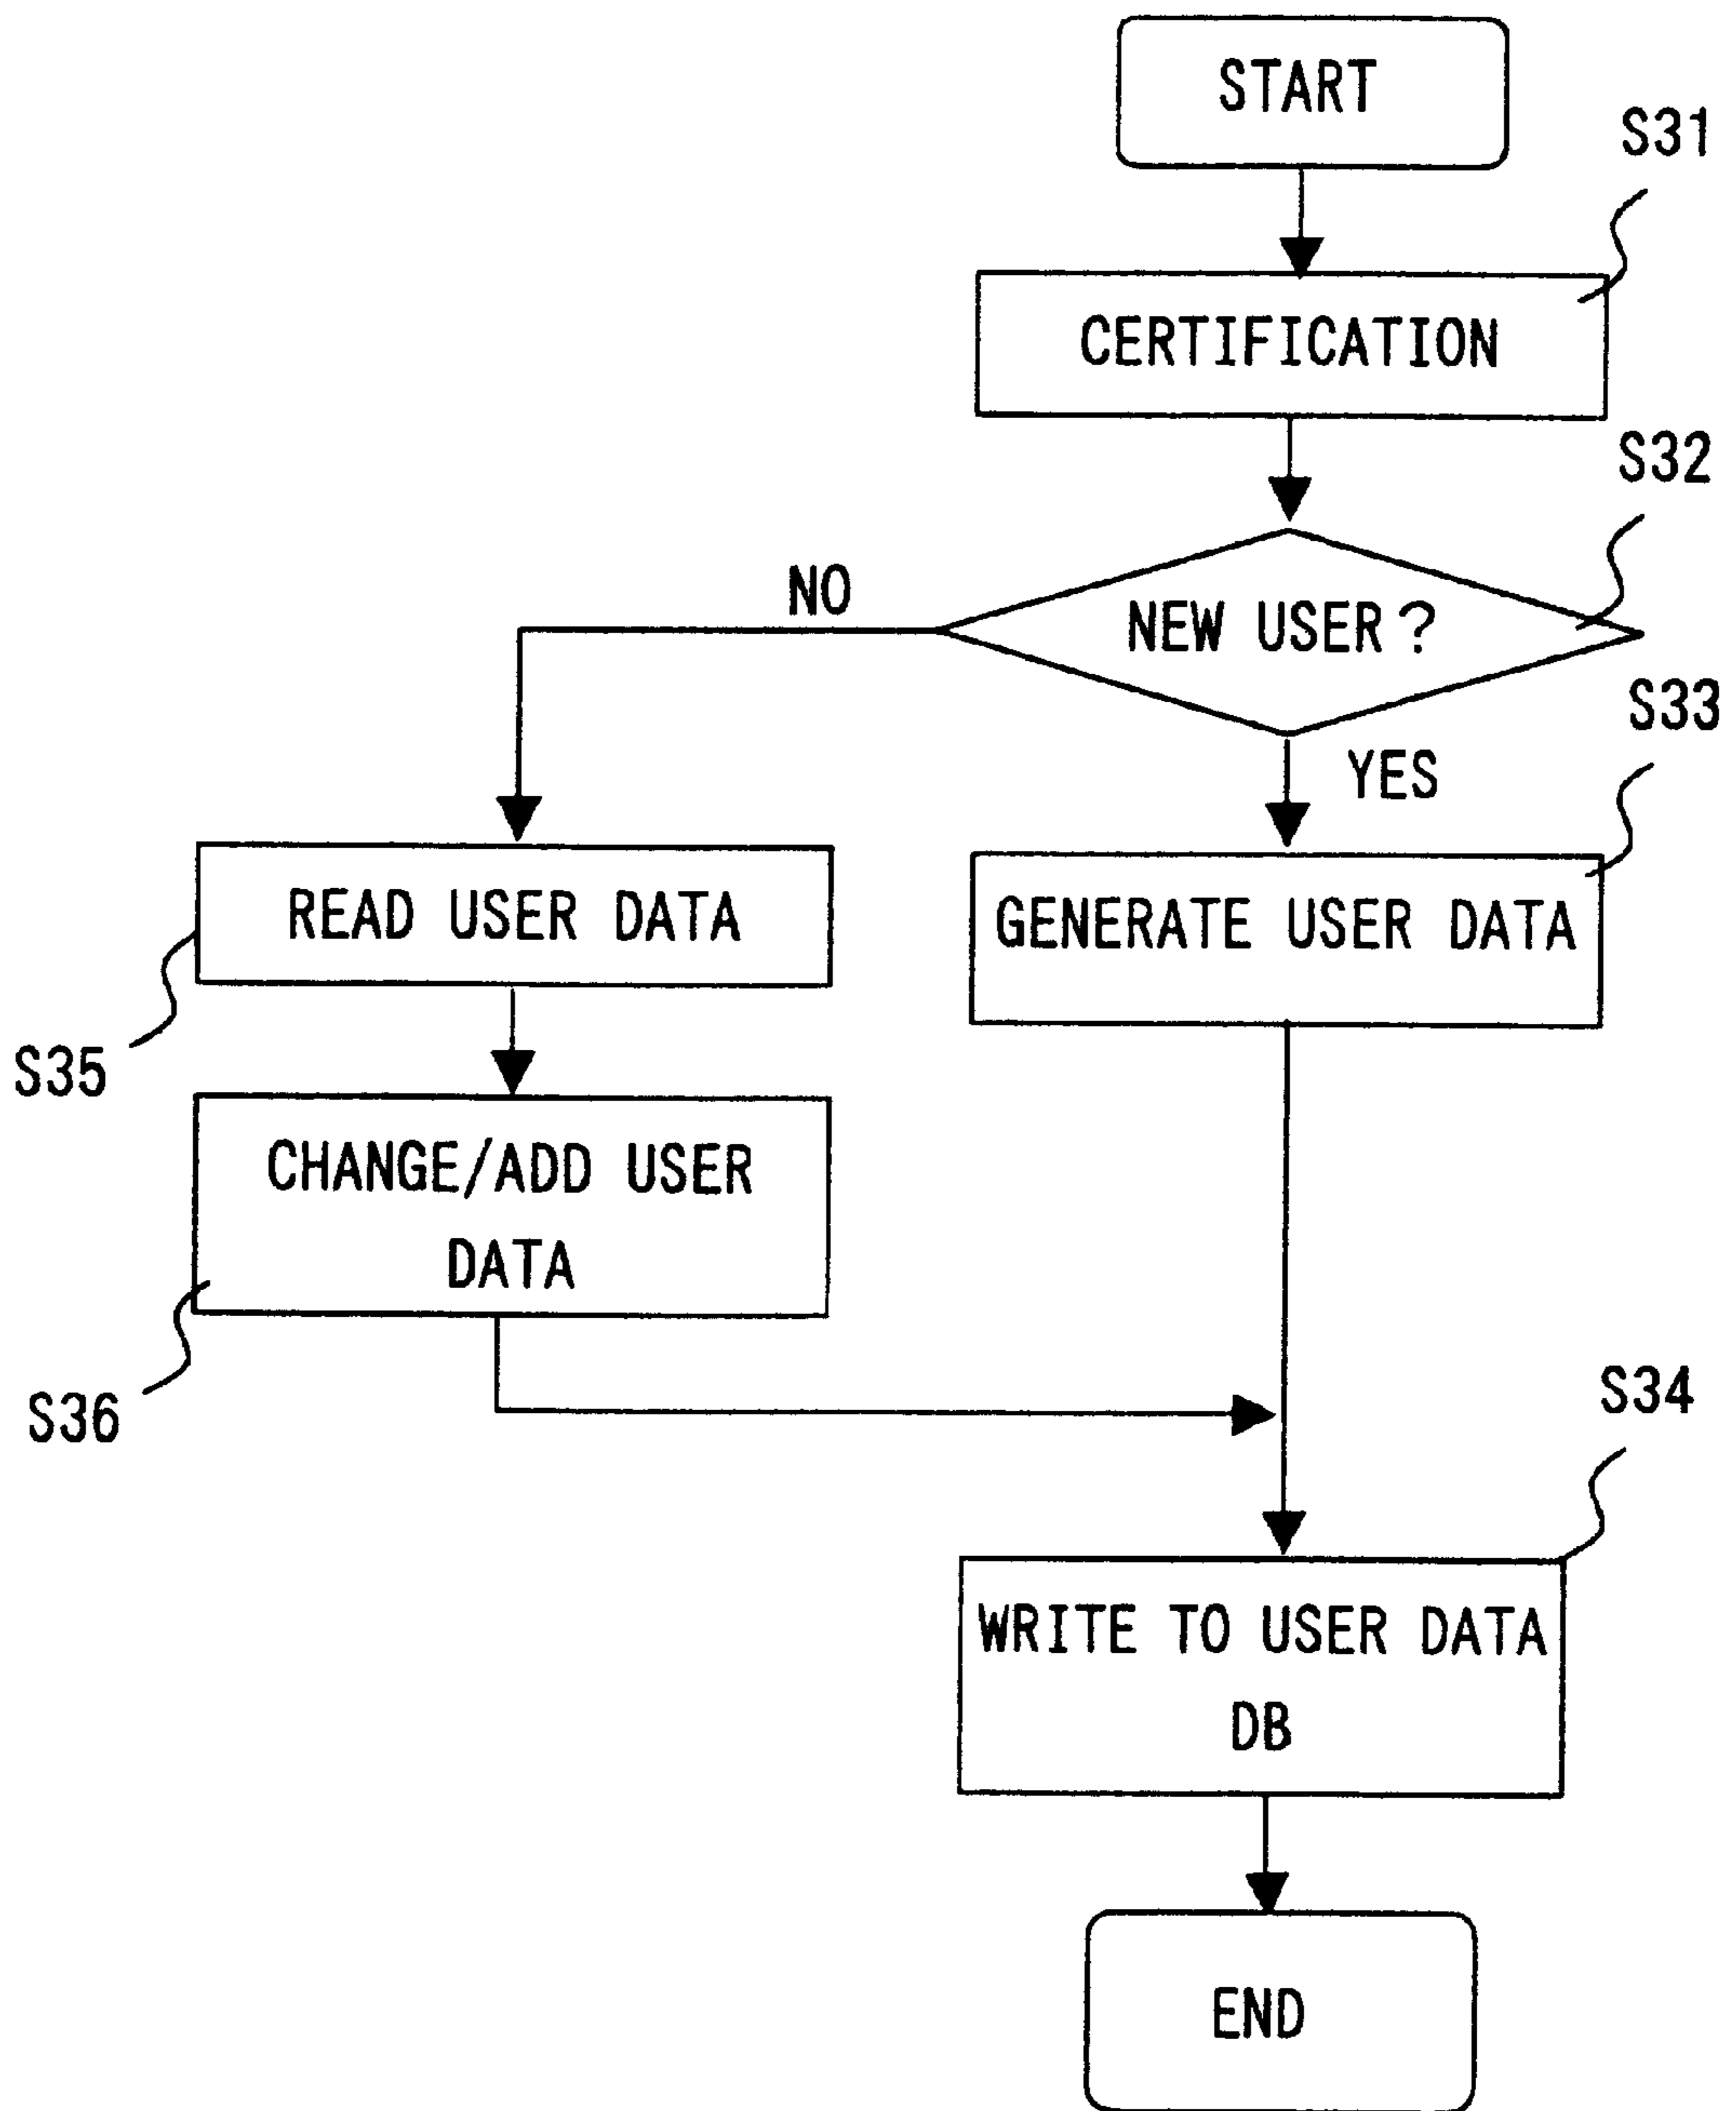 START
S31
CERTIFICATION
S32
NO
NEW USER?
S33
YES
READ USER DATA
GENERATE USER DATA
S35
CHANGE/ADD USER
DATA
S36
S34
WRITE TO USER DATA
DB
END